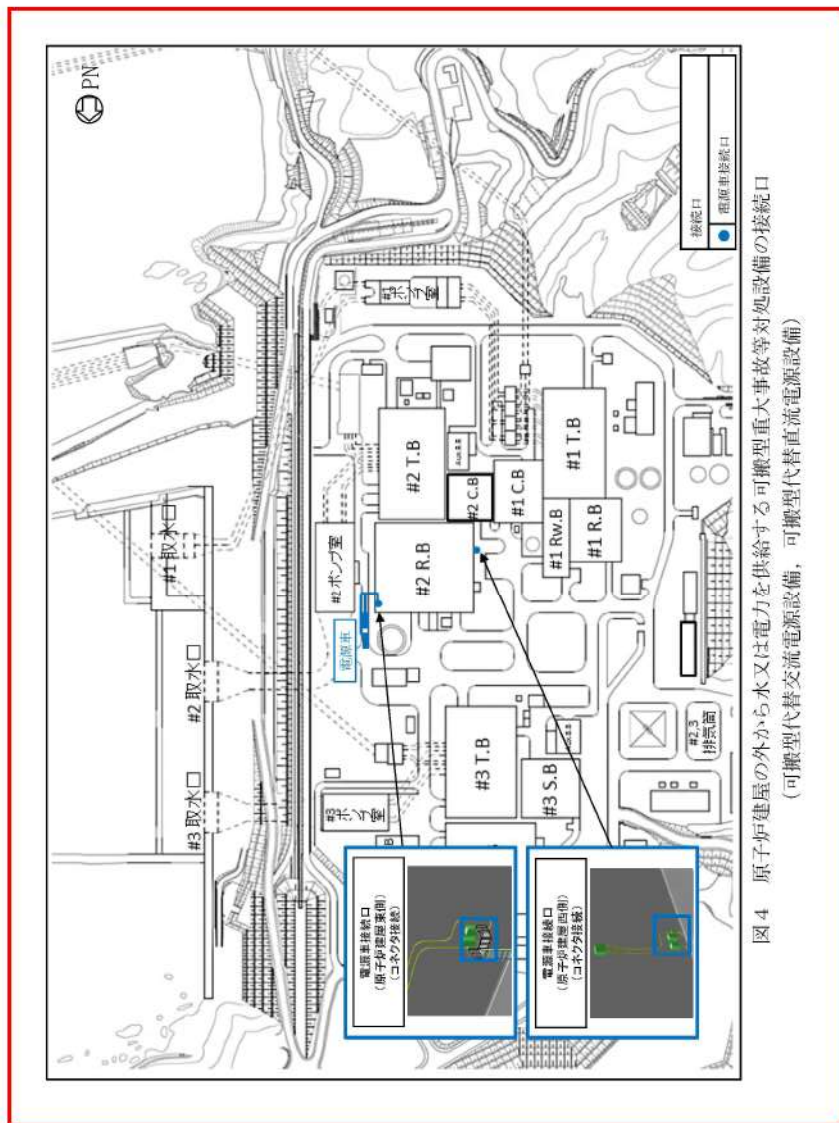 PN
#3 取水口
#2 取水口
#1 取水口
#3 ポンプ室
#2 ポンプ室
#1 ポンプ室
電源車
#3 T.B
#2 R.B
#2 T.B
#3 S.B
#2 C.B
#1 C.B
#1 Rw.B
#1 R.B
#1 T.B
#2,3
排気筒
電源車接続口
(原子炉建屋東側)
(コネクタ接続)
電源車接続口
(原子炉建屋西側)
(コネクタ接続)
接続口
電源車接続口
図4 原子炉建屋の外から水又は電力を供給する可搬型重大事故等対処設備の接続口
(可搬型代替交流電源設備,可搬型代替直流電源設備)